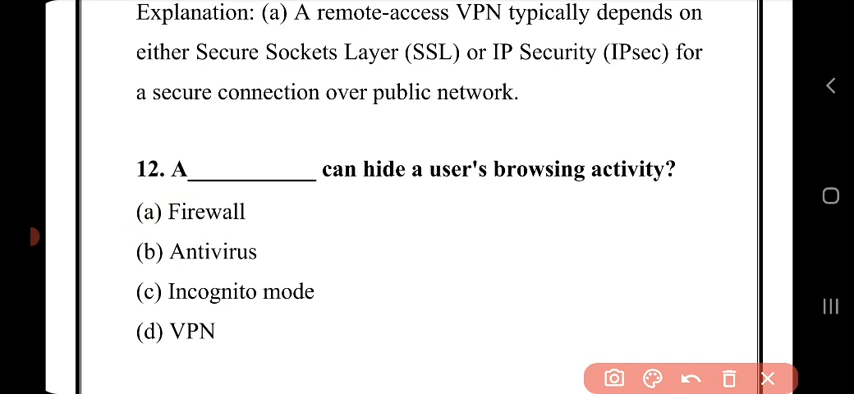 Explanation: (a) A remote-access VPN typically depends on
either Secure Sockets Layer (SSL) or IP Security (IPsec) for
a secure connection over public network.
12. A__________ can hide a user's browsing activity?
(a) Firewall
(b) Antivirus
(c) Incognito mode
(d) VPN